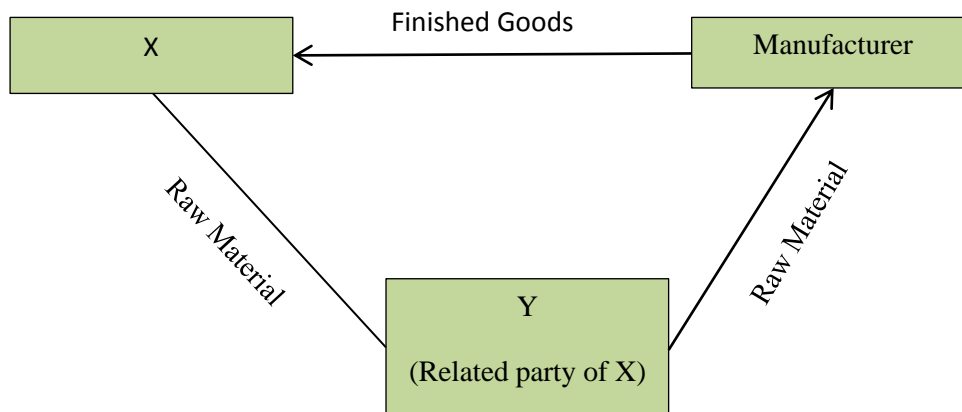 Finished Goods
X
Manufacturer
Raw Material
Raw Material
Y
(Related party of X)